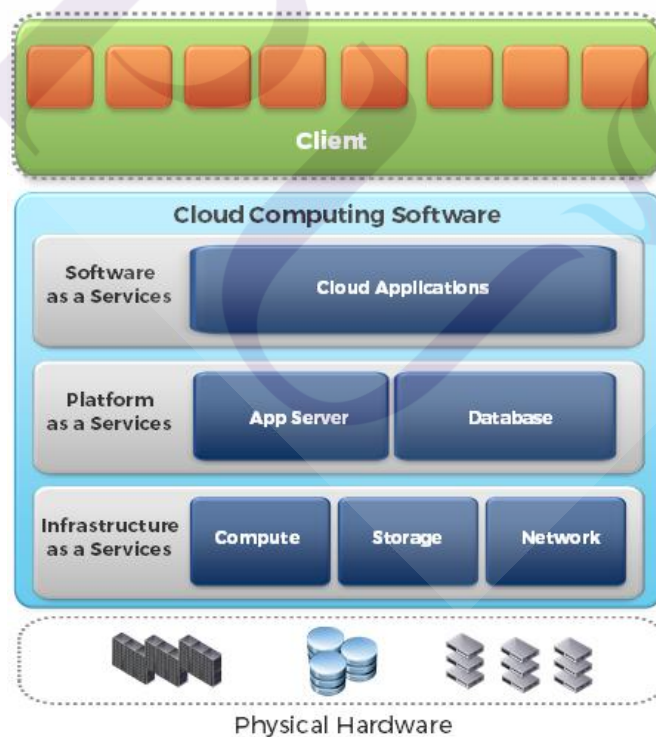 Client
Cloud Computing Software
Software
as a Services
Cloud Applications
Platform
as a Services
App Server
Database
Infrastructure
as a Services
Compute
Storage
Network
Physical Hardware